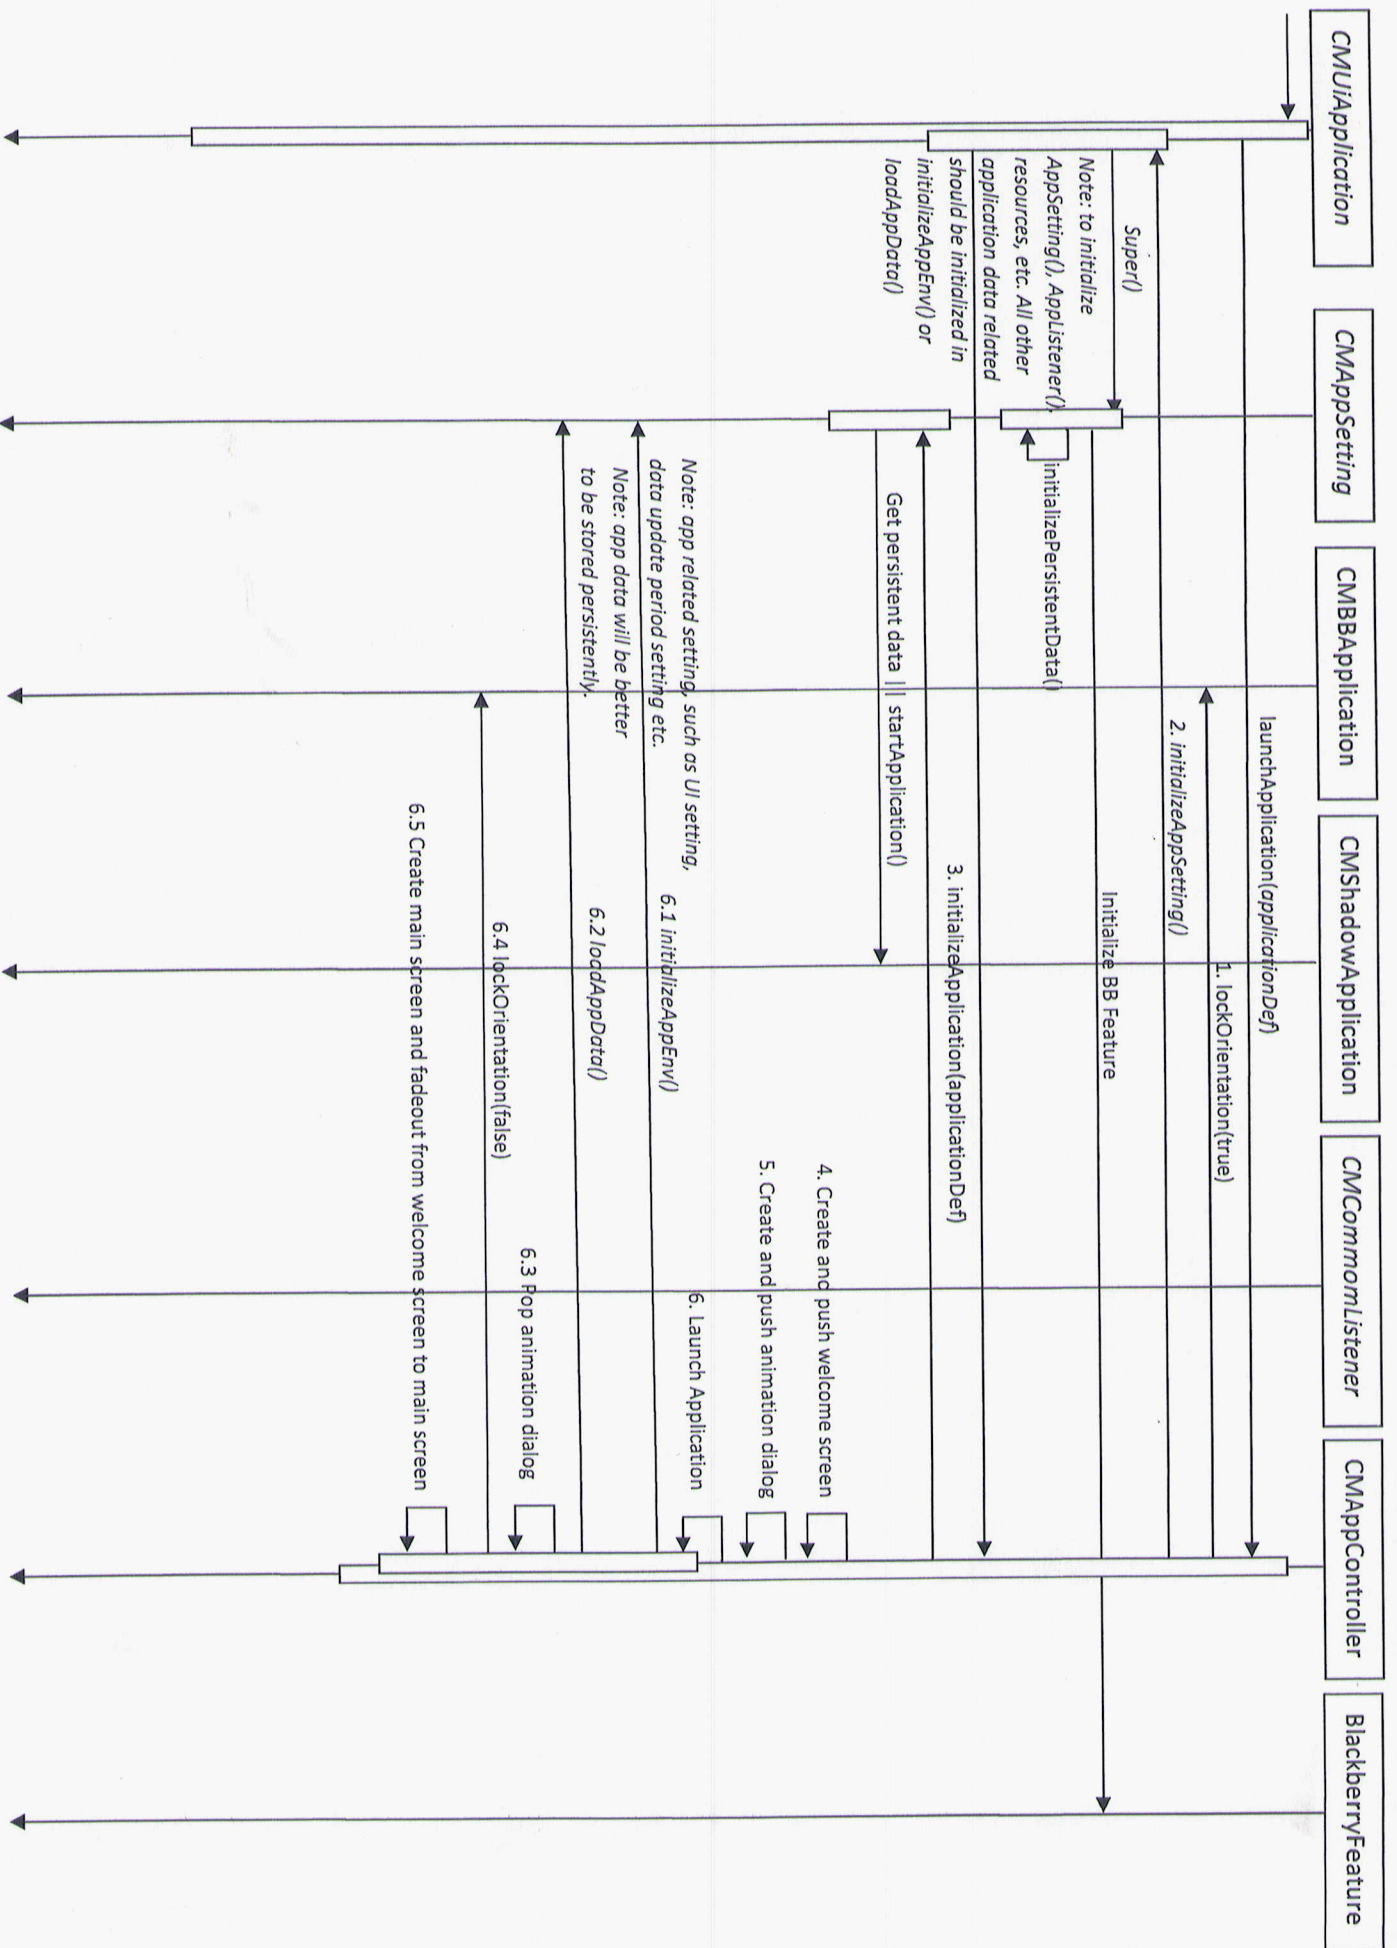 CMUiApplication
CMAppSetting
CMBBApplication
CMShadowApplication
CMCommomListener
CMAppController
BlackberryFeature
launchApplication(applicationDef)
1. lockOrientation(true)
2. initializeAppSetting()
Super()
Initialize BB Feature
Note: to initialize
AppSetting(), AppListener(),
resources, etc. All other
application data related
should be initialized in
initializeAppEnv() or
loadAppData()
initializePersistentData()
3. initializeApplication(applicationDef)
Get persistent data || startApplication()
4. Create and push welcome screen
5. Create and push animation dialog
6. Launch Application
Note: app related setting, such as UI setting,
data update period setting etc.
6.1 initializeAppEnv()
Note: app data will be better
to be stored persistently.
6.2 loadAppData()
6.3 Pop animation dialog
6.4 lockOrientation(false)
6.5 Create main screen and fadeout from welcome screen to main screen